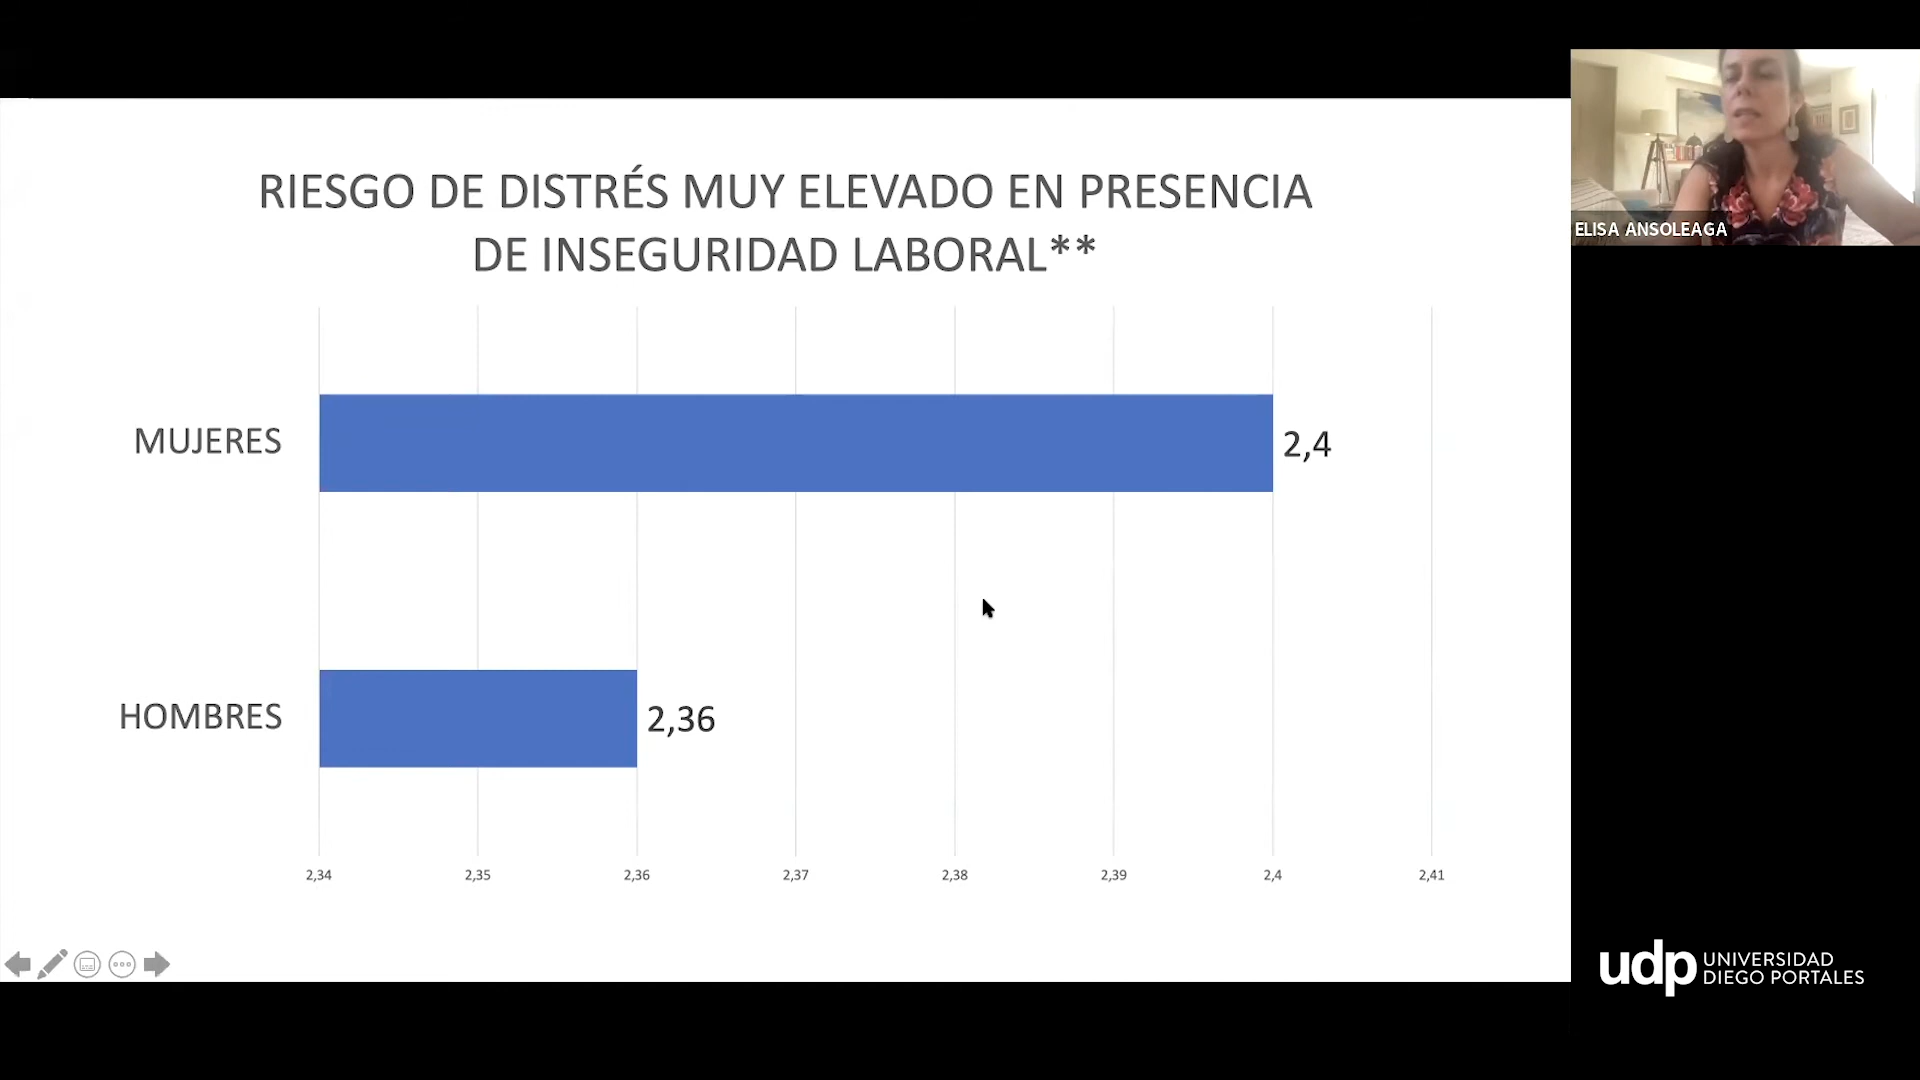 RIESGO DE DISTRÉS MUY ELEVADO EN PRESENCIA
DE INSEGURIDAD LABORAL**
MUJERES
2,4
HOMBRES
2,36
2,34
2,35
2,36
2,37
2,38
2,39
2,4
2,41
ELISA ANSOLEAGA
udp
UNIVERSIDAD
DIEGO PORTALES